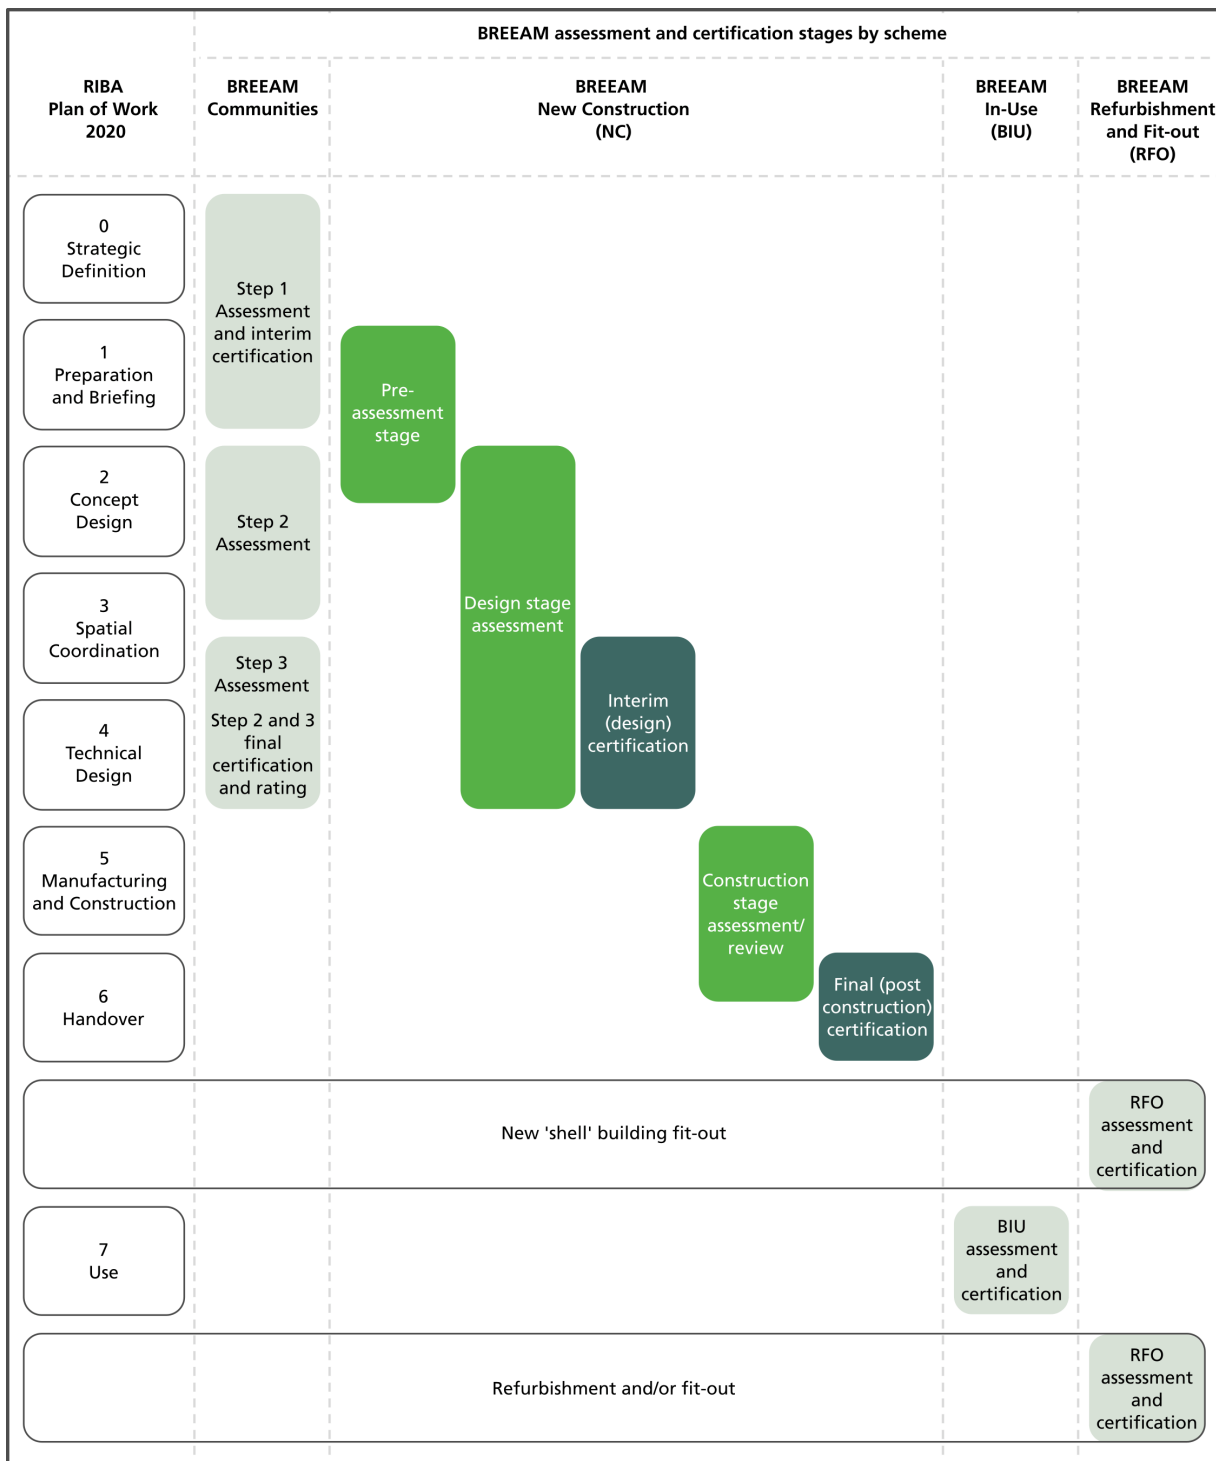 BREEAM assessment and certification stages by scheme
RIBA
Plan of Work
2020
BREEAM
Communities
BREEAM
New Construction
(NC)
BREEAM
In-Use
(BIU)
BREEAM
Refurbishment
and Fit-out
(RFO)
0
Strategic
Definition
Step 1
Assessment
and interim
certification
1
Preparation
and Briefing
Pre-
assessment
stage
2
Concept
Design
Step 2
Assessment
Design stage
assessment
3
Spatial
Coordination
Step 3
Assessment
Step 2 and 3
final
certification
and rating
Interim
(design)
certification
4
Technical
Design
5
Manufacturing
and Construction
Construction
stage
assessment/
review
6
Handover
Final (post
construction)
certification
New 'shell' building fit-out
RFO
assessment
and
certification
7
Use
BIU
assessment
and
certification
Refurbishment and/or fit-out
RFO
assessment
and
certification